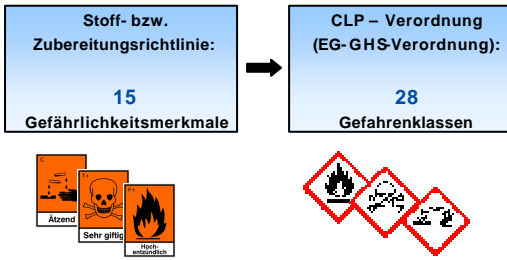 Stoff- bzw.
Zubereitungsrichtlinie:
15
Gefährlichkeitsmerkmale
CLP – Verordnung
(EG-GHS-Verordnung):
28
Gefahrenklassen
C
Ätzend
T+
Sehr giftig
F+
Hoch-
entzündlich